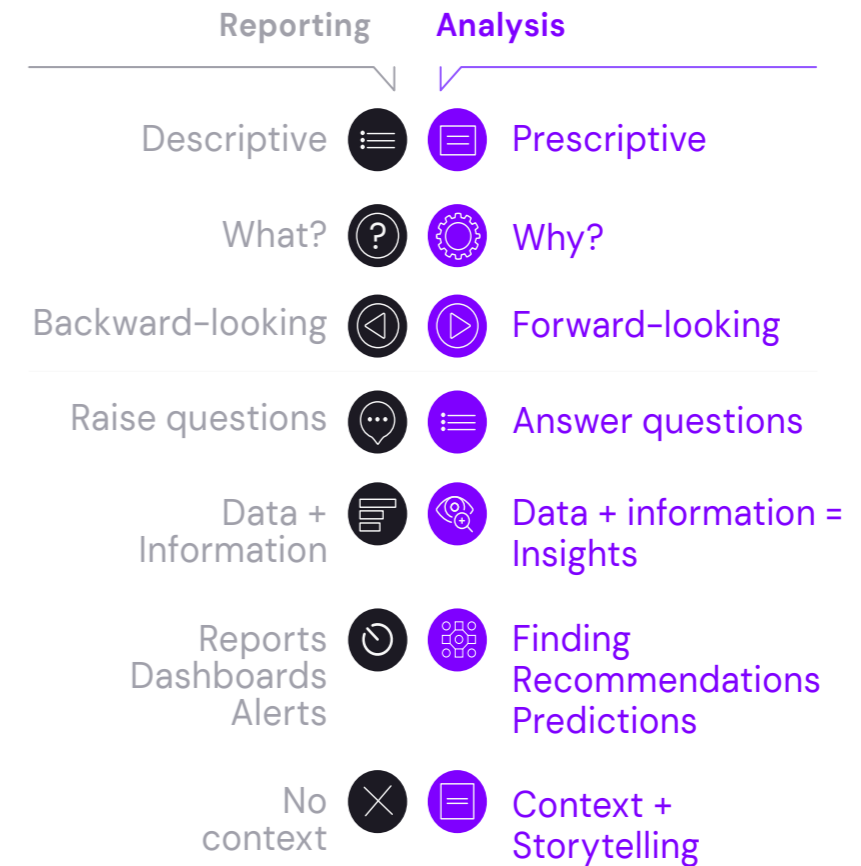 Reporting Analysis
Descriptive Prescriptive
What? ? Why?
Backward-looking Forward-looking
Raise questions Answer questions
Data + Data + information =
Information Insights
Reports Finding
Dashboards Recommendations
Alerts Predictions
No Context +
context Storytelling